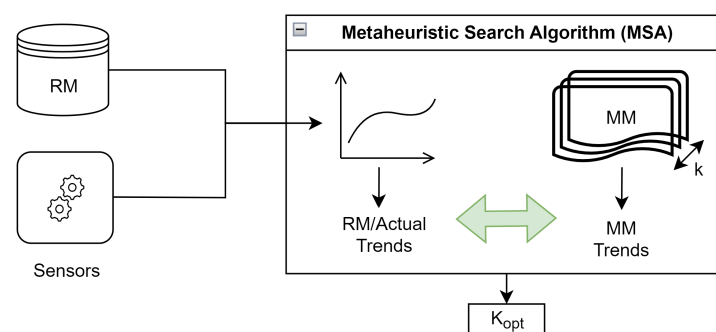 Metaheuristic Search Algorithm (MSA)
RM
MM
k
RM/Actual
Trends
MM
Trends
Sensors
Kopt